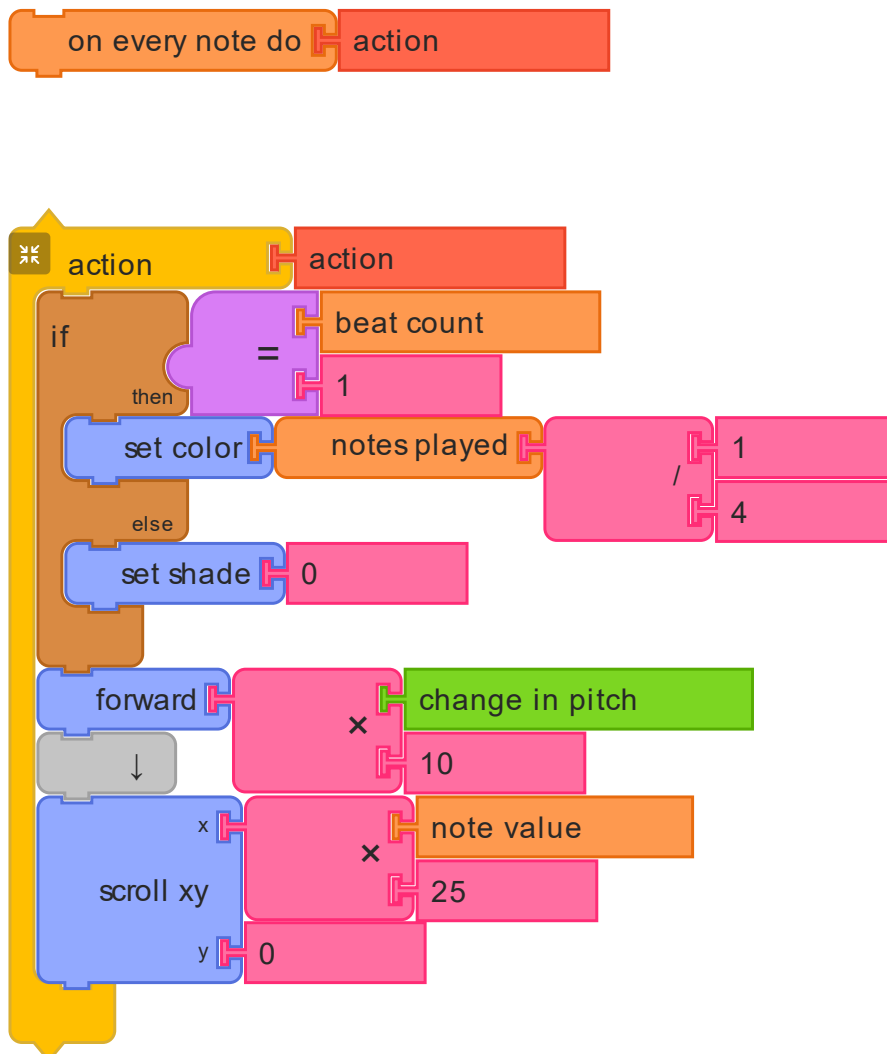 on every note do action
action action
if
beat count
=
1
then
set color notes played 1
/
4
else
set shade 0
forward change in pitch
×
↓ 10
x note value
×
scroll xy 25
y 0